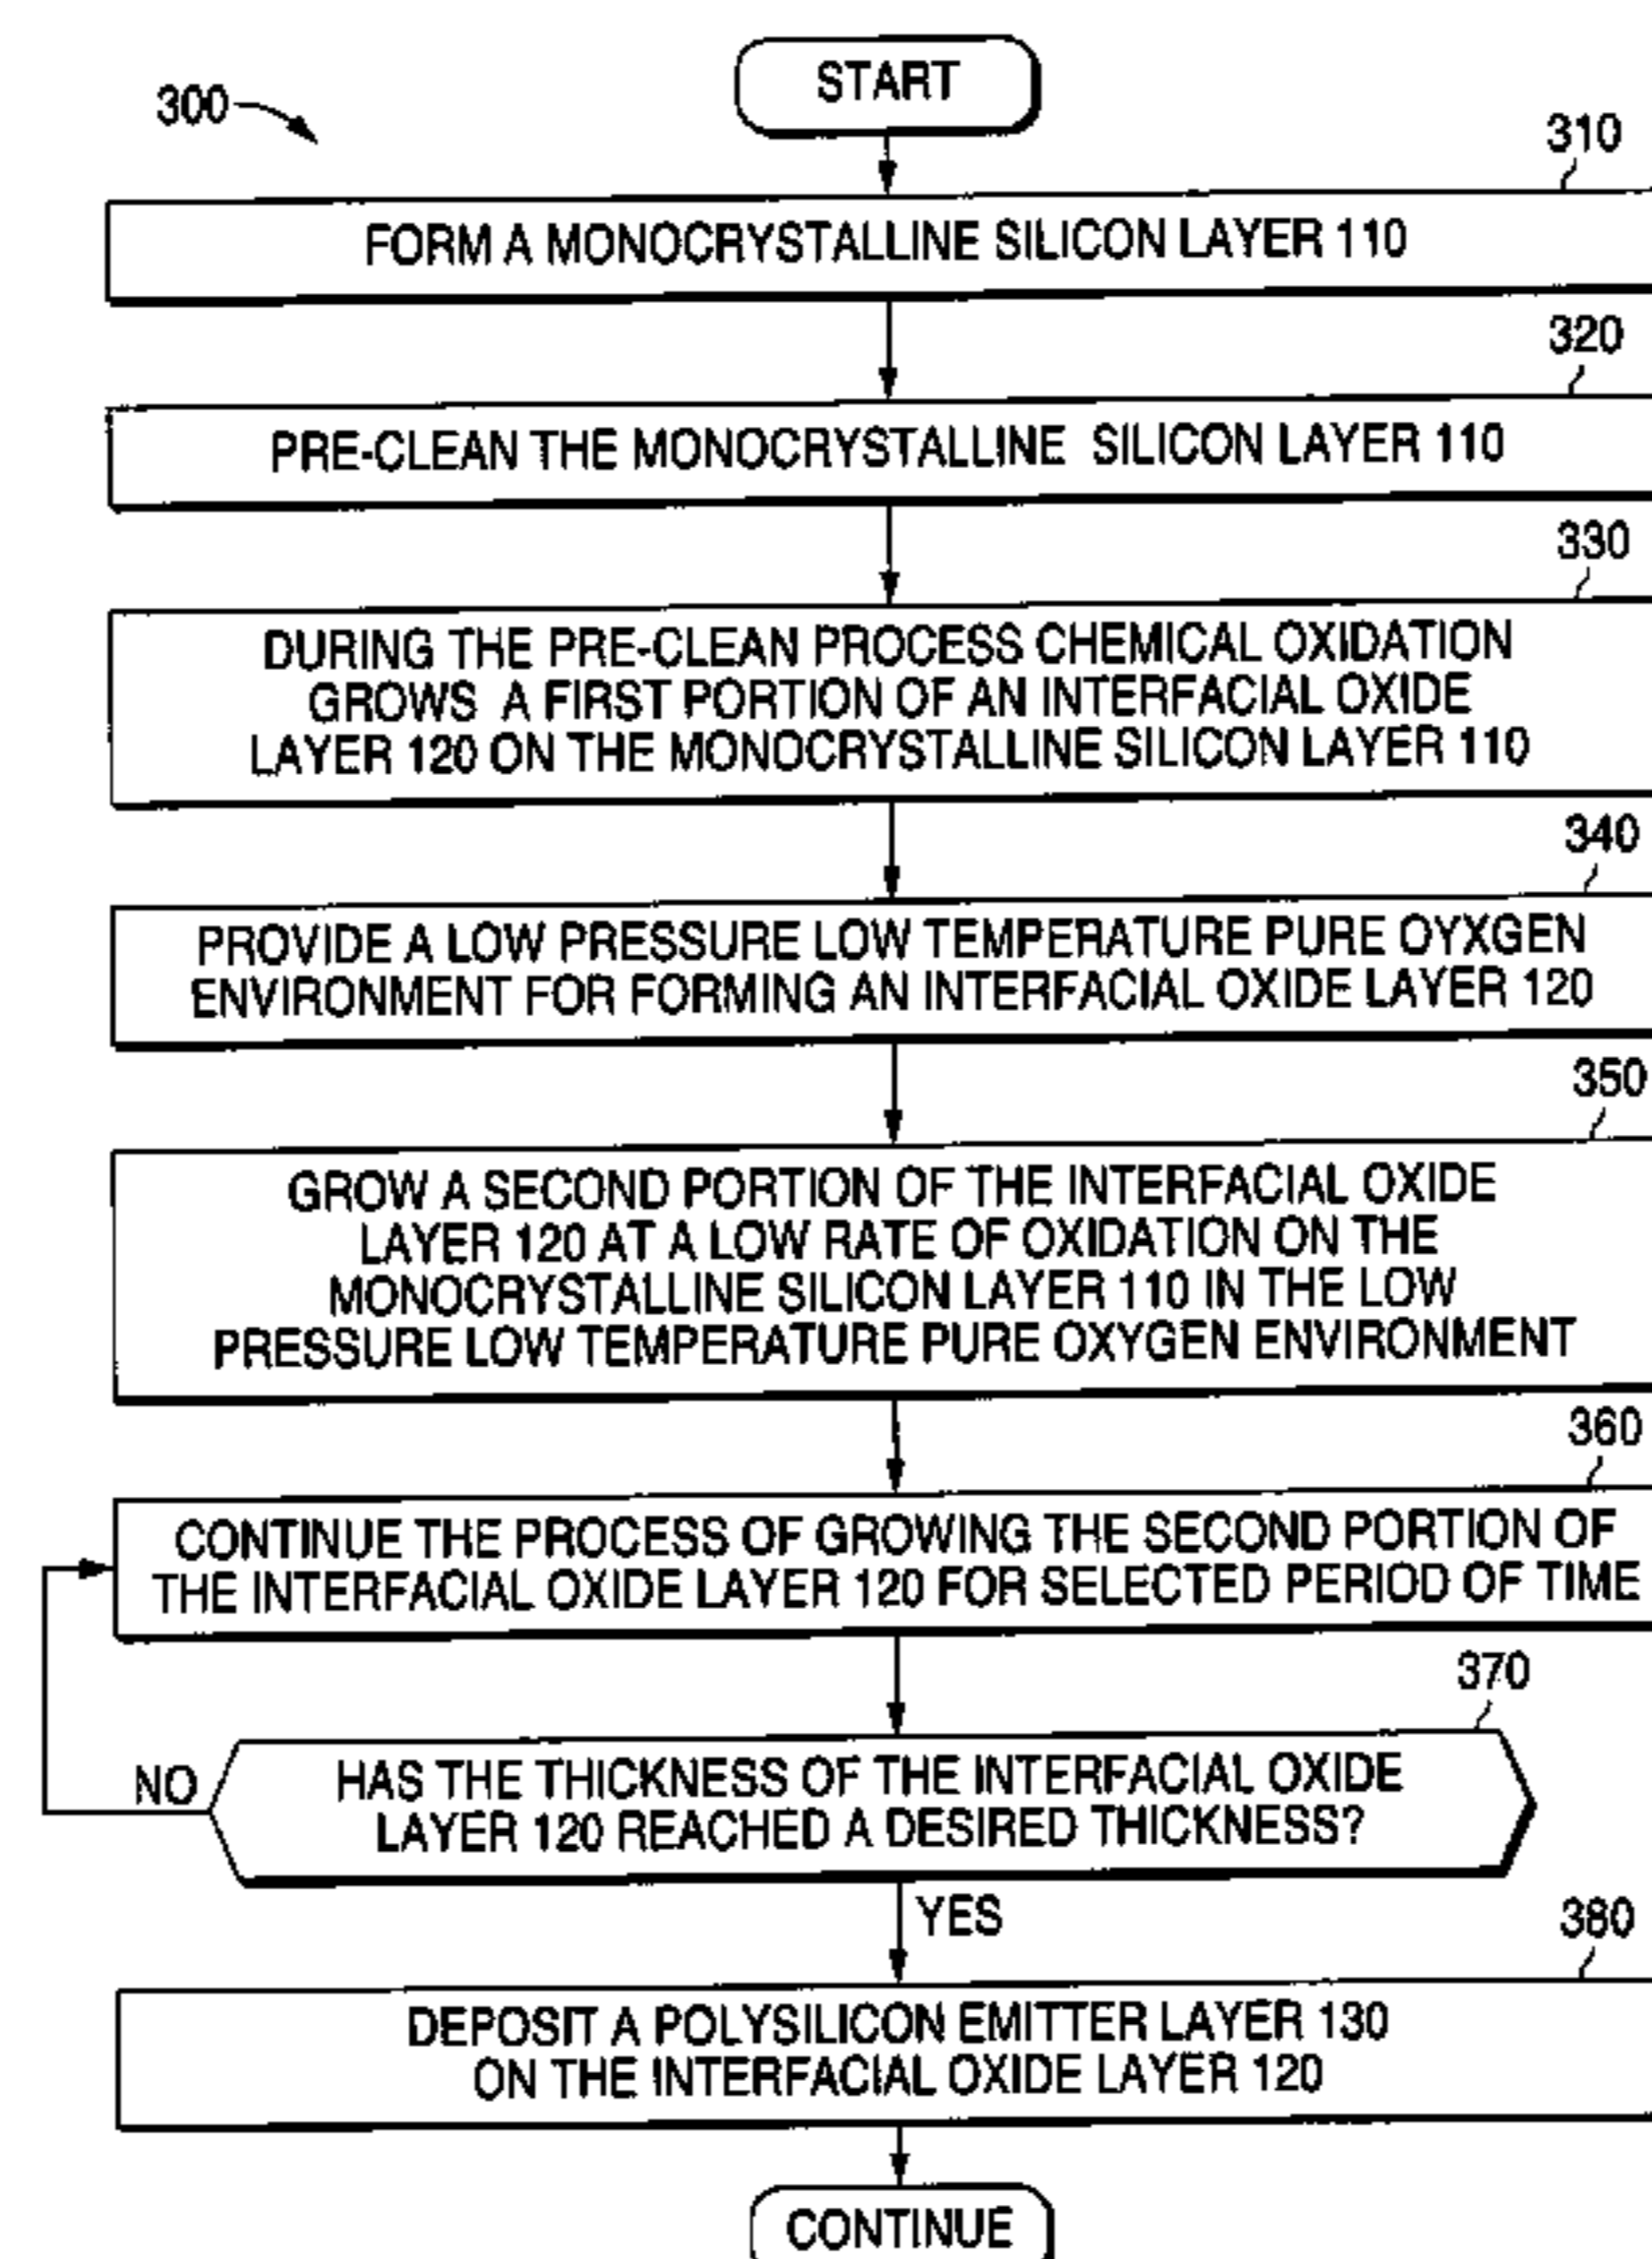 START
300
310
FORM A MONOCRYSTALLINE SILICON LAYER 110
320
PRE-CLEAN THE MONOCRYSTALLINE SILICON LAYER 110
330
DURING THE PRE-CLEAN PROCESS CHEMICAL OXIDATION
GROWS A FIRST PORTION OF AN INTERFACIAL OXIDE
LAYER 120 ON THE MONOCRYSTALLINE SILICON LAYER 110
340
PROVIDE A LOW PRESSURE LOW TEMPERATURE PURE OYXGEN
ENVIRONMENT FOR FORMING AN INTERFACIAL OXIDE LAYER 120
350
GROW A SECOND PORTION OF THE INTERFACIAL OXIDE
LAYER 120 AT A LOW RATE OF OXIDATION ON THE
MONOCRYSTALLINE SILICON LAYER 110 IN THE LOW
PRESSURE LOW TEMPERATURE PURE OXYGEN ENVIRONMENT
360
CONTINUE THE PROCESS OF GROWING THE SECOND PORTION OF
THE INTERFACIAL OXIDE LAYER 120 FOR SELECTED PERIOD OF TIME
370
NO
HAS THE THICKNESS OF THE INTERFACIAL OXIDE
LAYER 120 REACHED A DESIRED THICKNESS?
YES
380
DEPOSIT A POLYSILICON EMITTER LAYER 130
ON THE INTERFACIAL OXIDE LAYER 120
CONTINUE